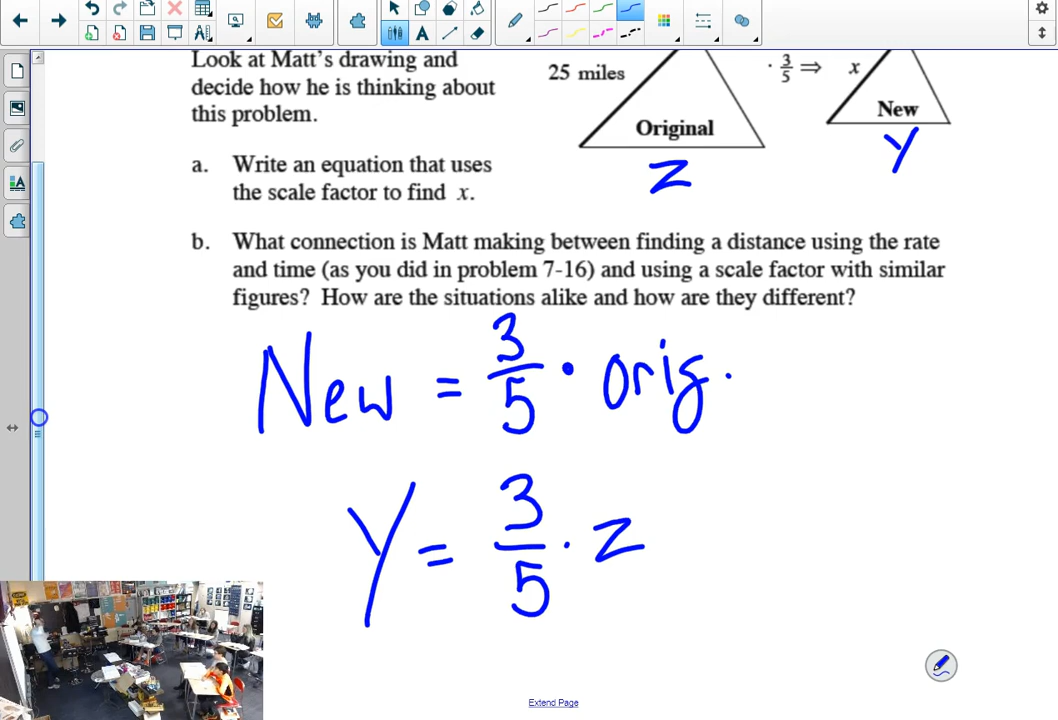 Look at Matt's drawing and
decide how he is thinking about
this problem.
25 miles
Original
z
· 3/5 ⇒
x
New
y
a. Write an equation that uses
the scale factor to find x.
b. What connection is Matt making between finding a distance using the rate
and time (as you did in problem 7-16) and using a scale factor with similar
figures? How are the situations alike and how are they different?
New = 3/5 · orig.
y = 3/5 · z
Extend Page